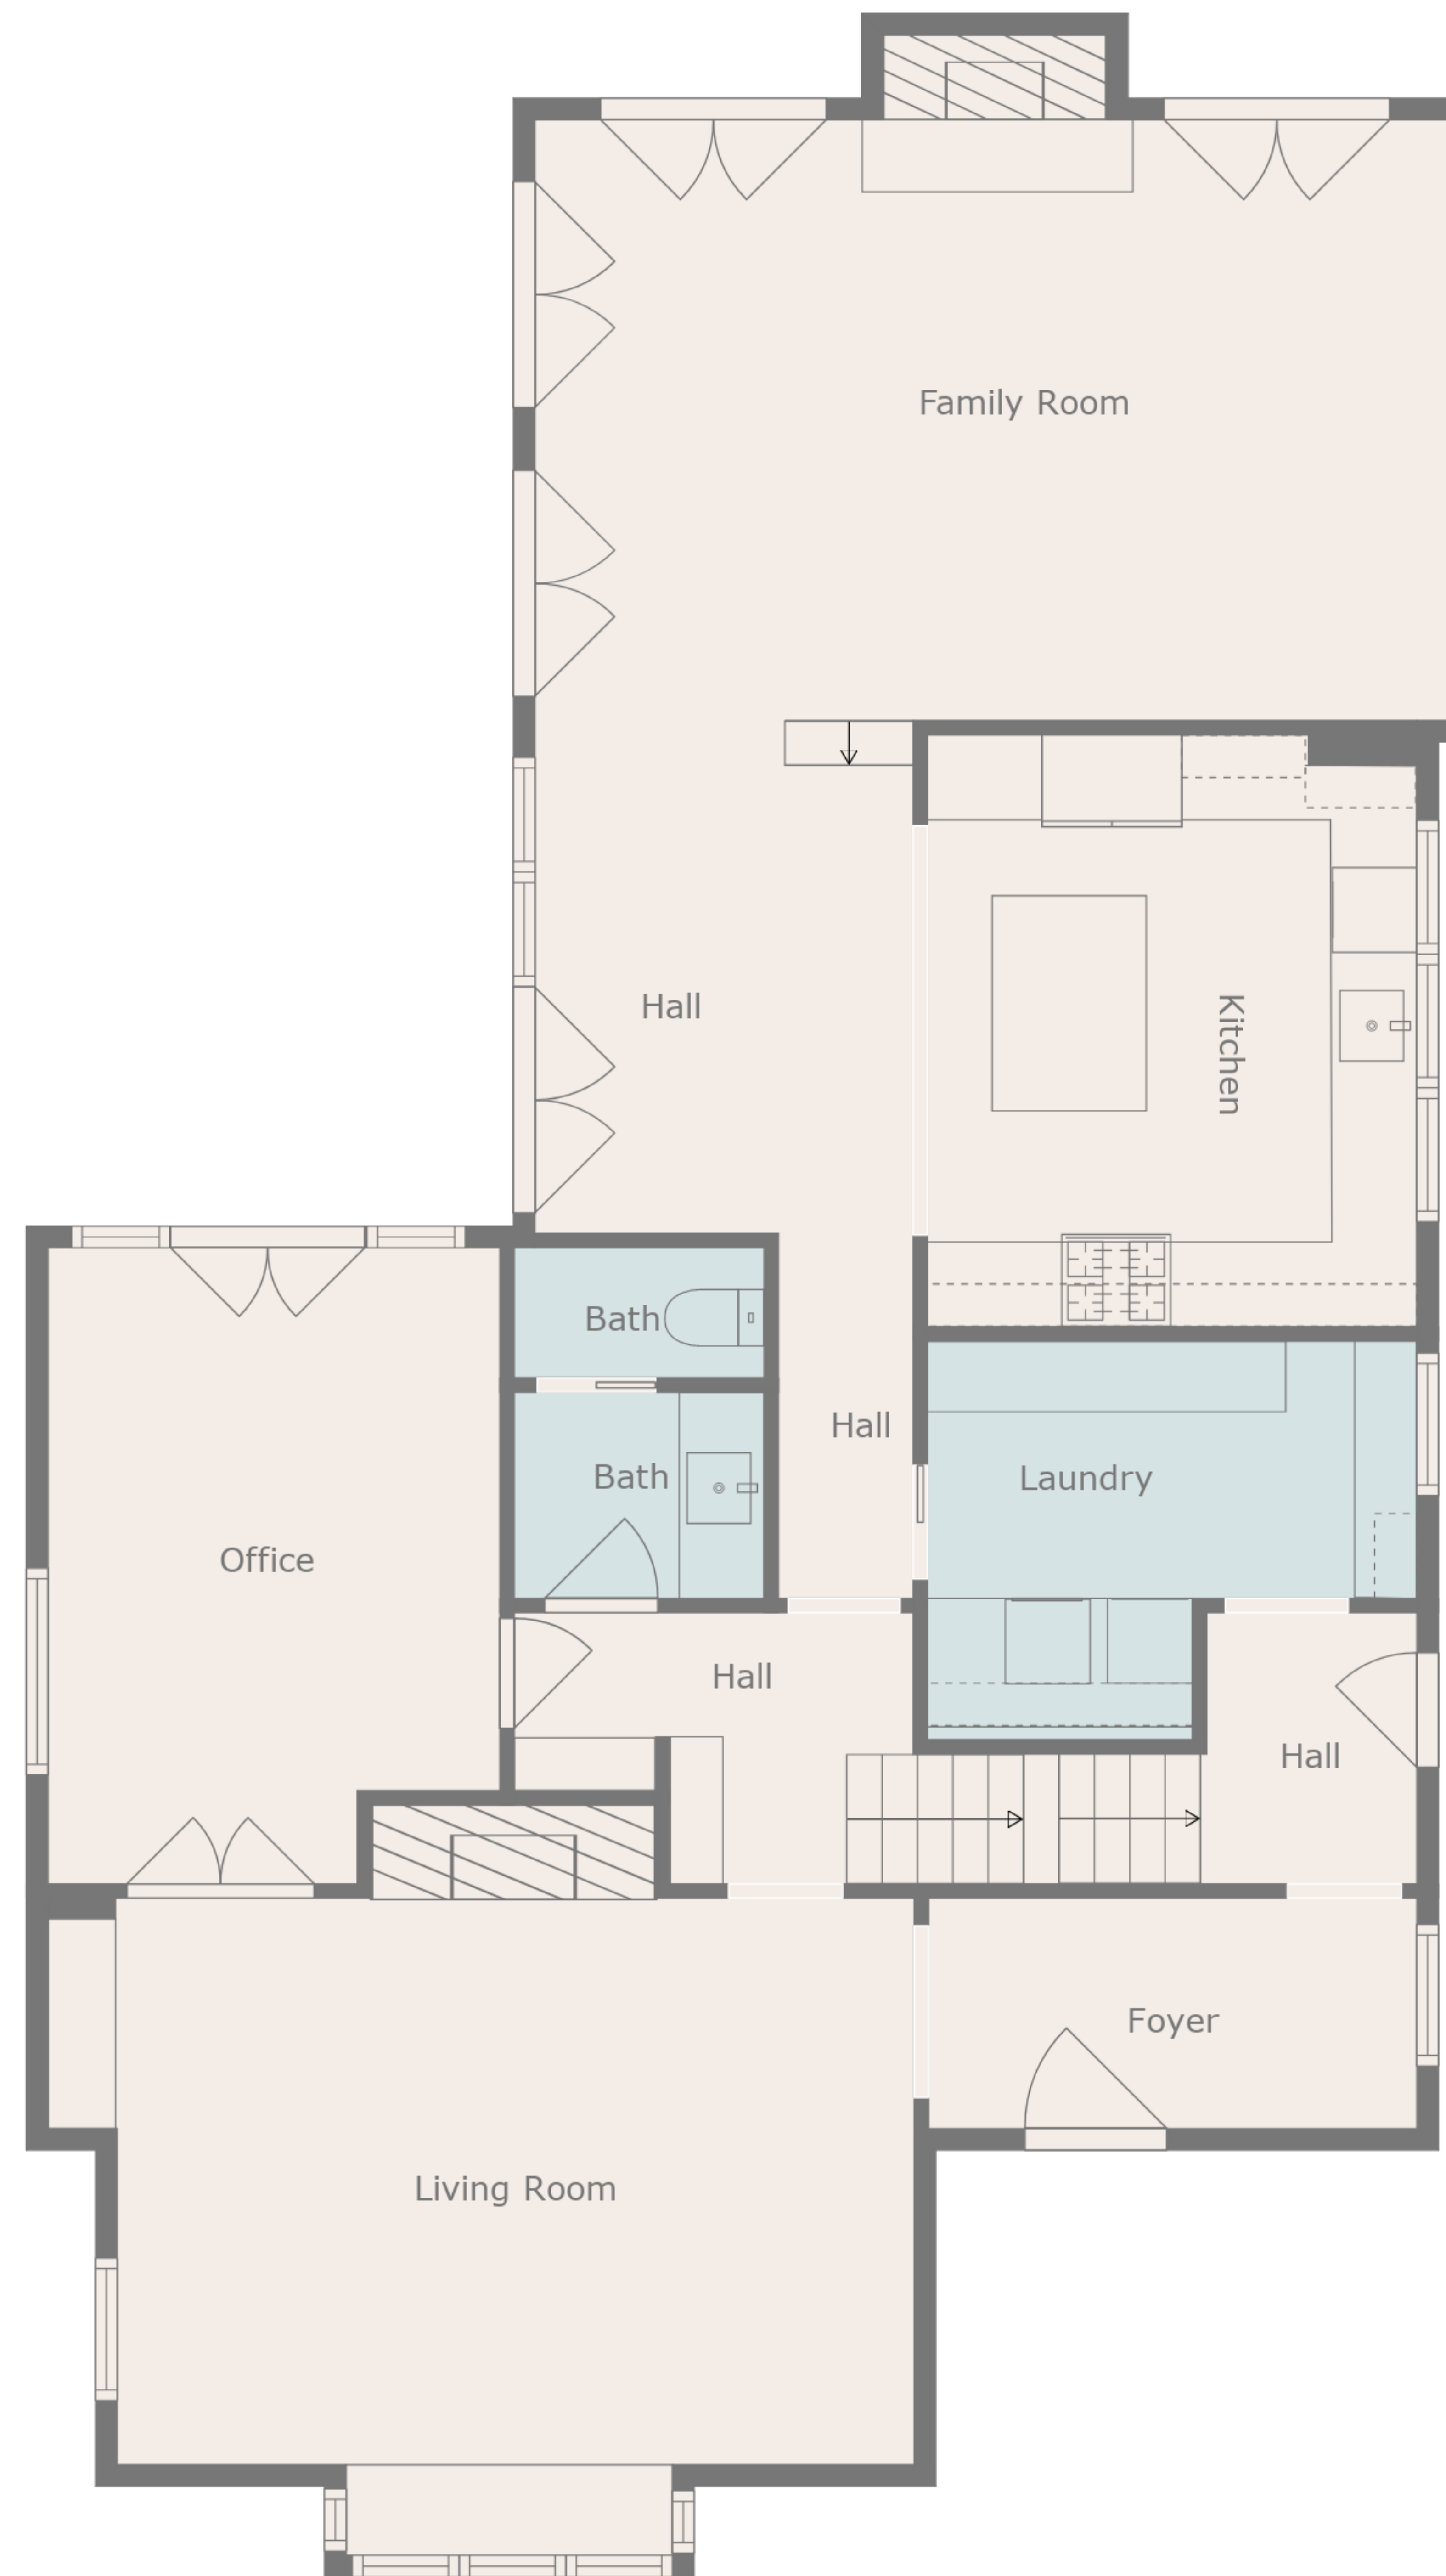 Family Room
Hall
Kitchen
Bath
Hall
Bath
Laundry
Office
Hall
Hall
Foyer
Living Room